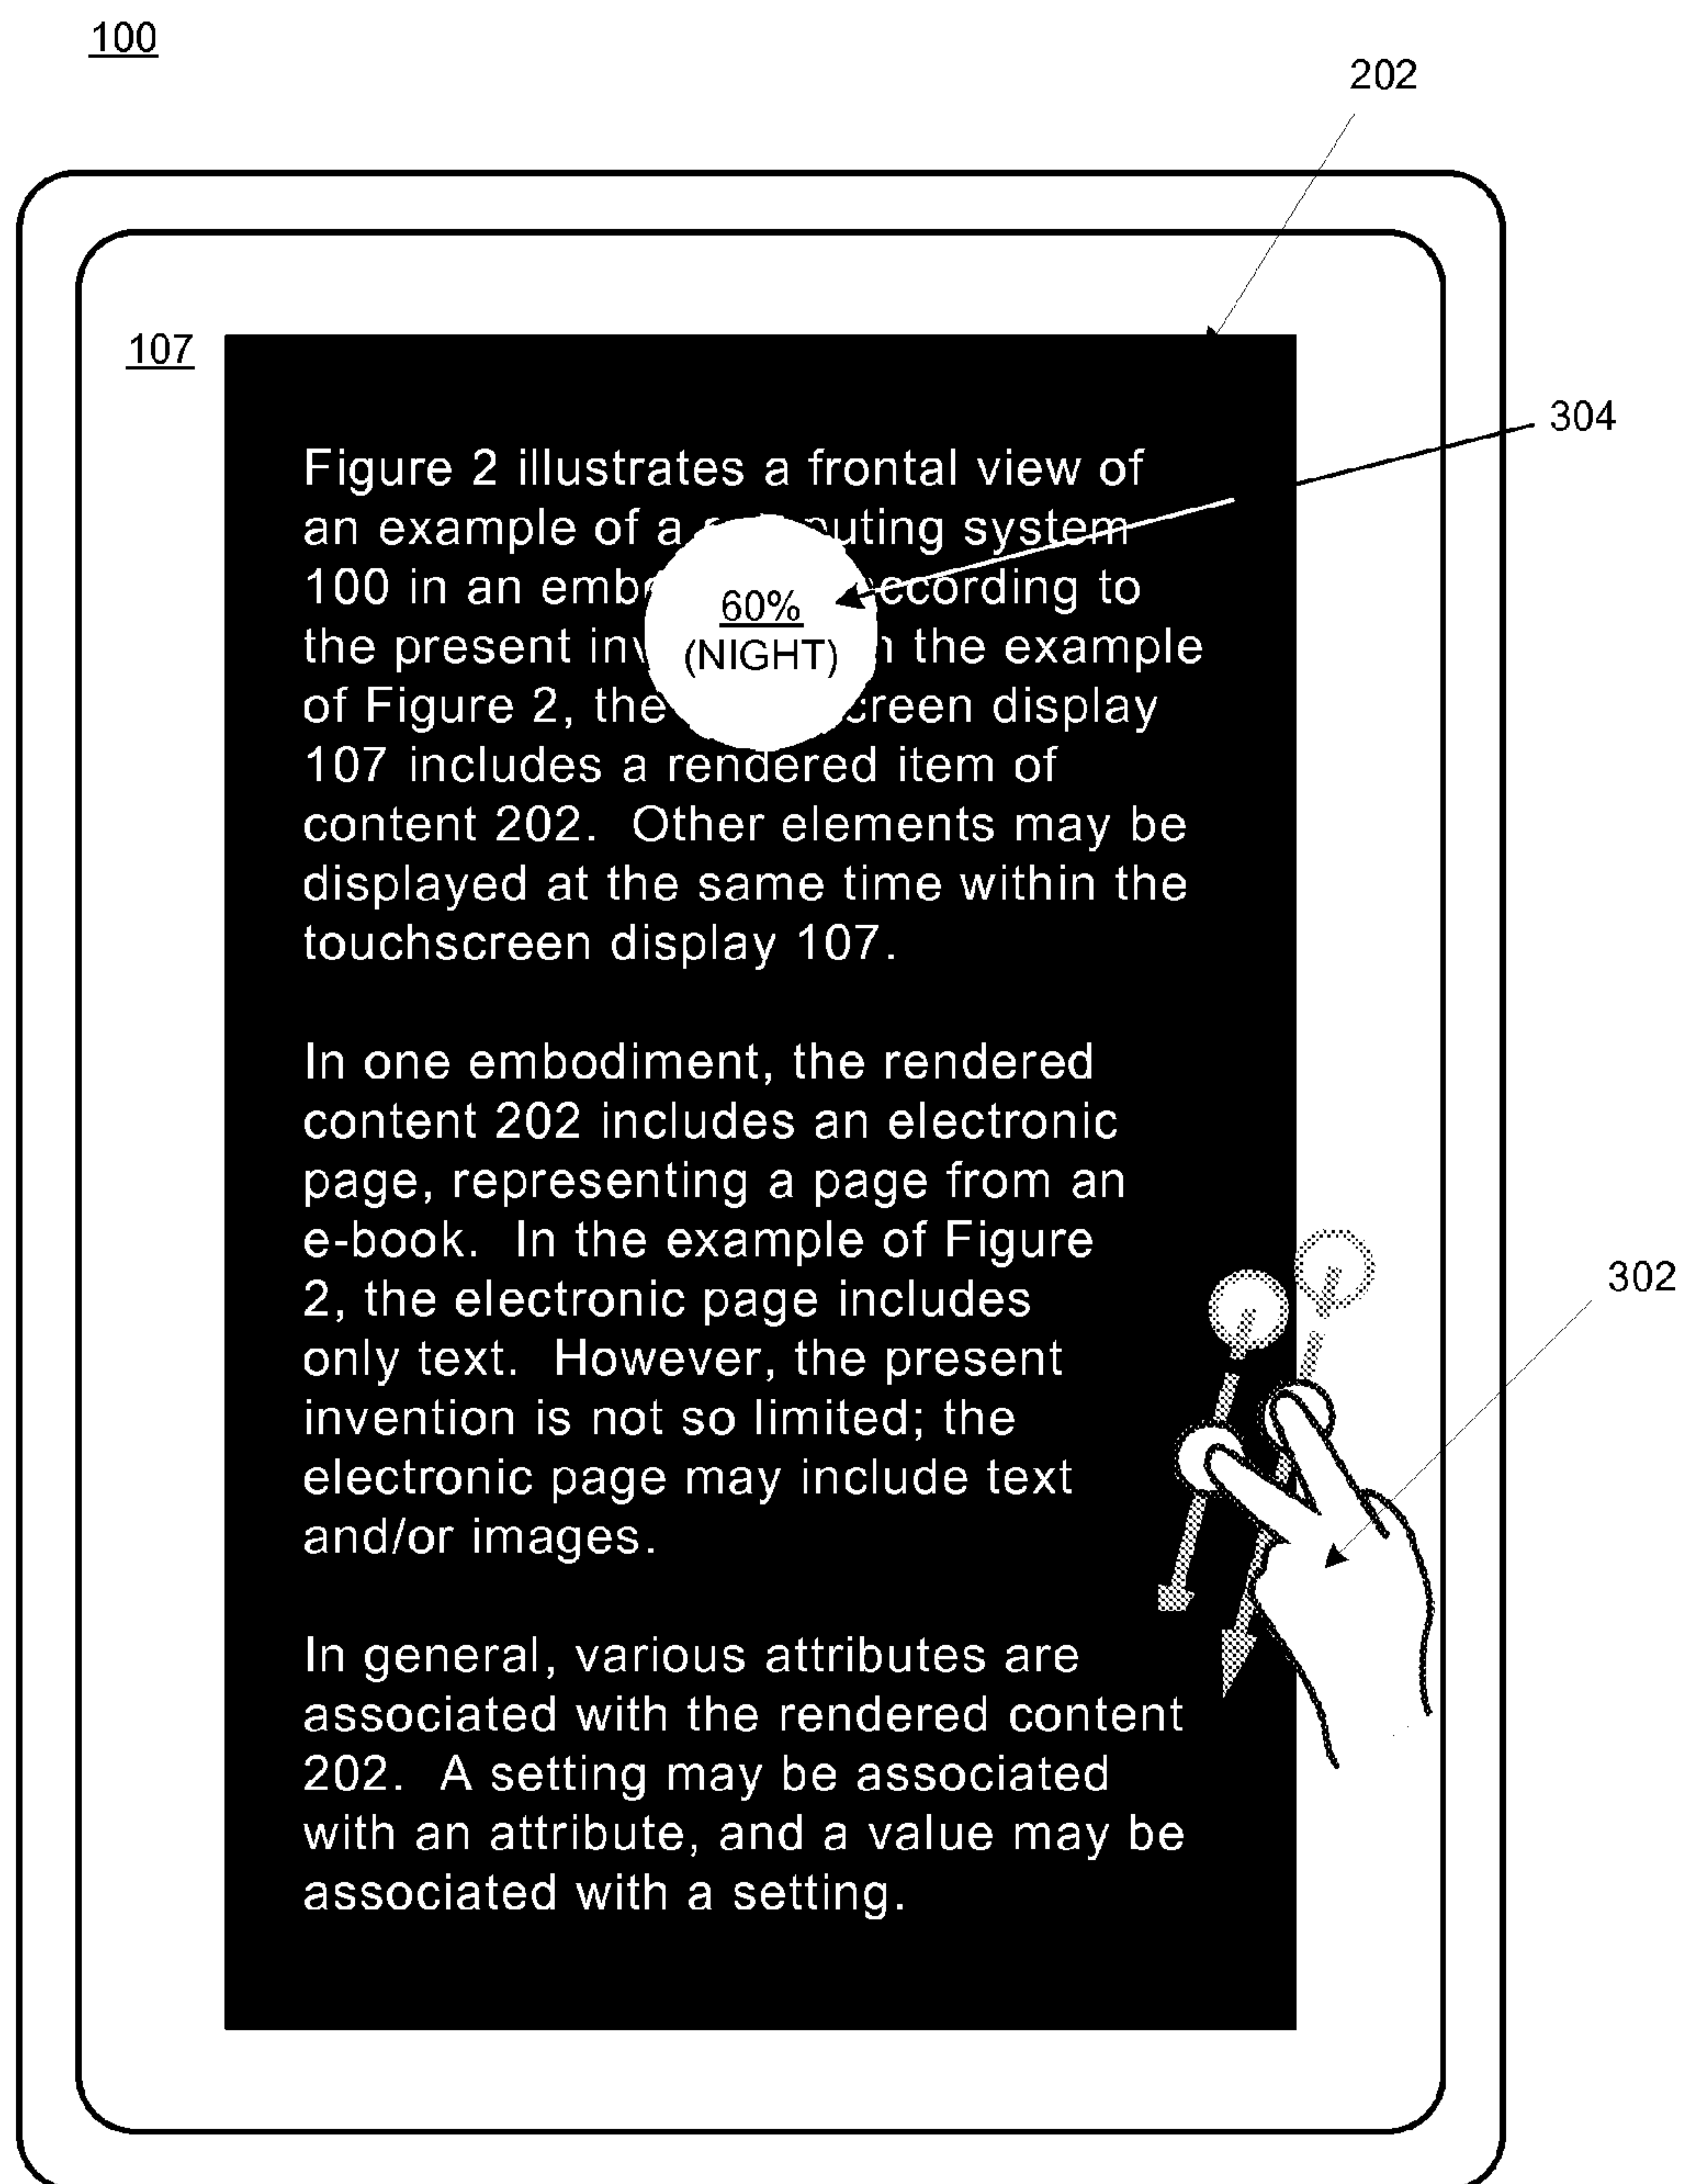 100
202
107
304
Figure 2 illustrates a frontal view of
an example of a uting system
100 in an emb ccording to
the present inv the example
of Figure 2, the creen display
60%
(NIGHT)
107 includes a rendered item of
content 202. Other elements may be
displayed at the same time within the
touchscreen display 107.
In one embodiment, the rendered
content 202 includes an electronic
page, representing a page from an
e-book. In the example of Figure
2, the electronic page includes
only text. However, the present
invention is not so limited; the
electronic page may include text
and/or images.
302
In general, various attributes are
associated with the rendered content
202. A setting may be associated
with an attribute, and a value may be
associated with a setting.